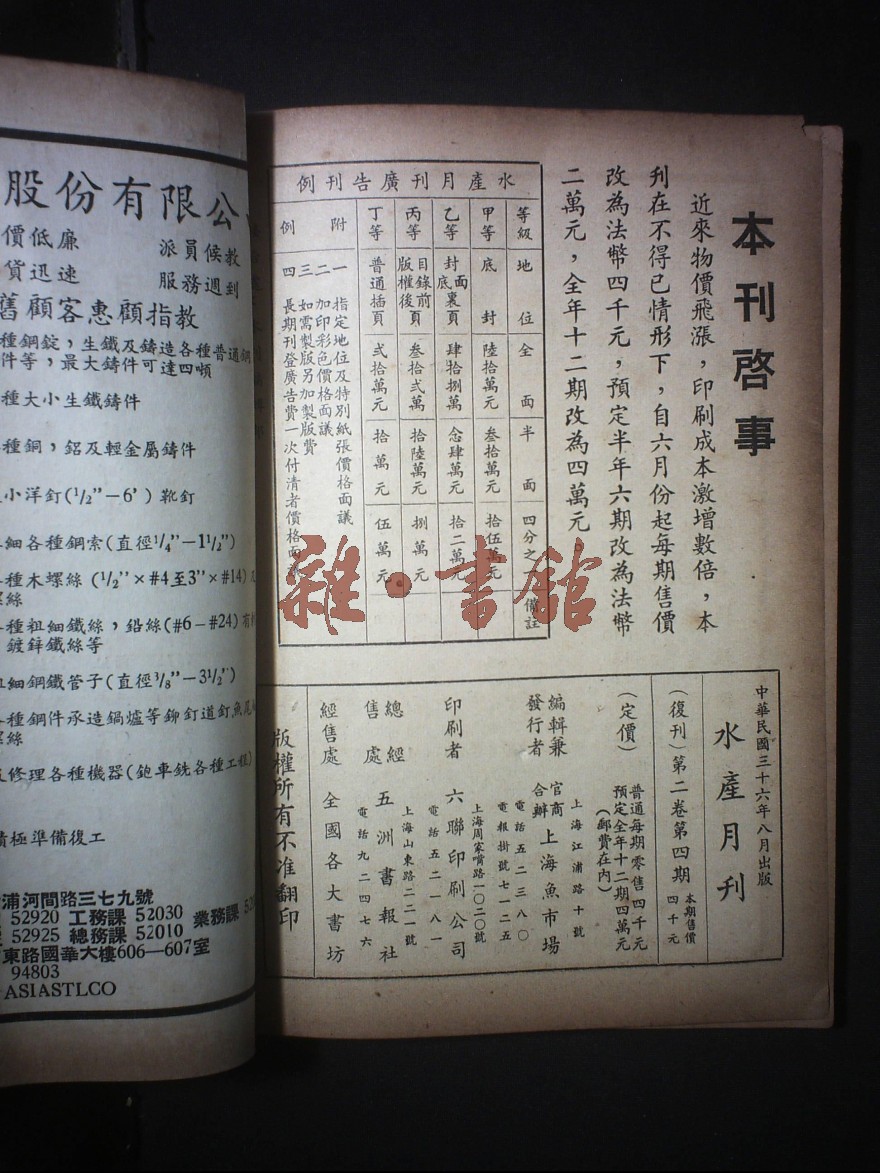 本刊啓事
近來物價飛漲，印刷成本激增數倍，本
刊在不得已情形下，自六月份起每期售價
改為法幣四千元，預定半年六期改為法幣
二萬元，全年十二期改為四萬元。
水產月刊廣告刊例
等級 地位 全面 半面 四分之一 備註
甲等 底封 陸拾萬元 叁拾萬元 拾伍萬元
乙等 封面底裏頁 肆拾捌萬 念肆萬元 拾二萬元
丙等 目錄前頁版權後頁 叁拾貳萬 拾陸萬元 捌萬元
丁等 普通插頁 貳拾萬元 拾萬元 伍萬元
附例
一 指定地位及特別紙張價格面議
二 加印彩色價格面議
三 如需製版另加製版費
四 長期刊登廣告費一次付清者價格面
中華民國三十六年八月出版
水產月刊
（復刊）第二卷第四期 本期售價四千元
（定價） 普通每期零售四千元
預定全年十二期四萬元
（郵費在內）
編輯兼發行者 官商合辦 上海魚市場
上海江浦路十號
電話五二三八〇
電報掛號七一二五
印刷者 六聯印刷公司
上海周家嘴路一〇二〇號
電話五二一八一
總經售處 五洲書報社
上海山東路二二一號
電話九二四七六
經售處 全國各大書坊
版權所有不准翻印
股份有限公
價低廉 派員候教
貨迅速 服務週到
舊顧客惠顧指教
種鋼錠，生鐵及鑄造各種普通鋼
件等，最大鑄件可達四噸
種大小生鐵鑄件
種銅，鋁及輕金屬鑄件
小洋釘(1/2”—6’) 靴釘
細各種鋼索(直徑1/4”—11/2”)
種木螺絲 (1/2”×#4至3”×#14)
螺絲
種粗細鐵絲，鉛絲(#6—#24)有
鍍鋅鐵絲等
細鋼鐵管子(直徑3/8”—31/2”)
種鋼件承造鍋爐等鉚釘道釘魚尾
螺絲
修理各種機器(鉋車銑各種工程)
積極準備復工
浦河間路三七九號
52920 工務課 52030 業務課
52925 總務課 52010
東路國華大樓606—607室
94803
ASIASTLCO
雜·書館